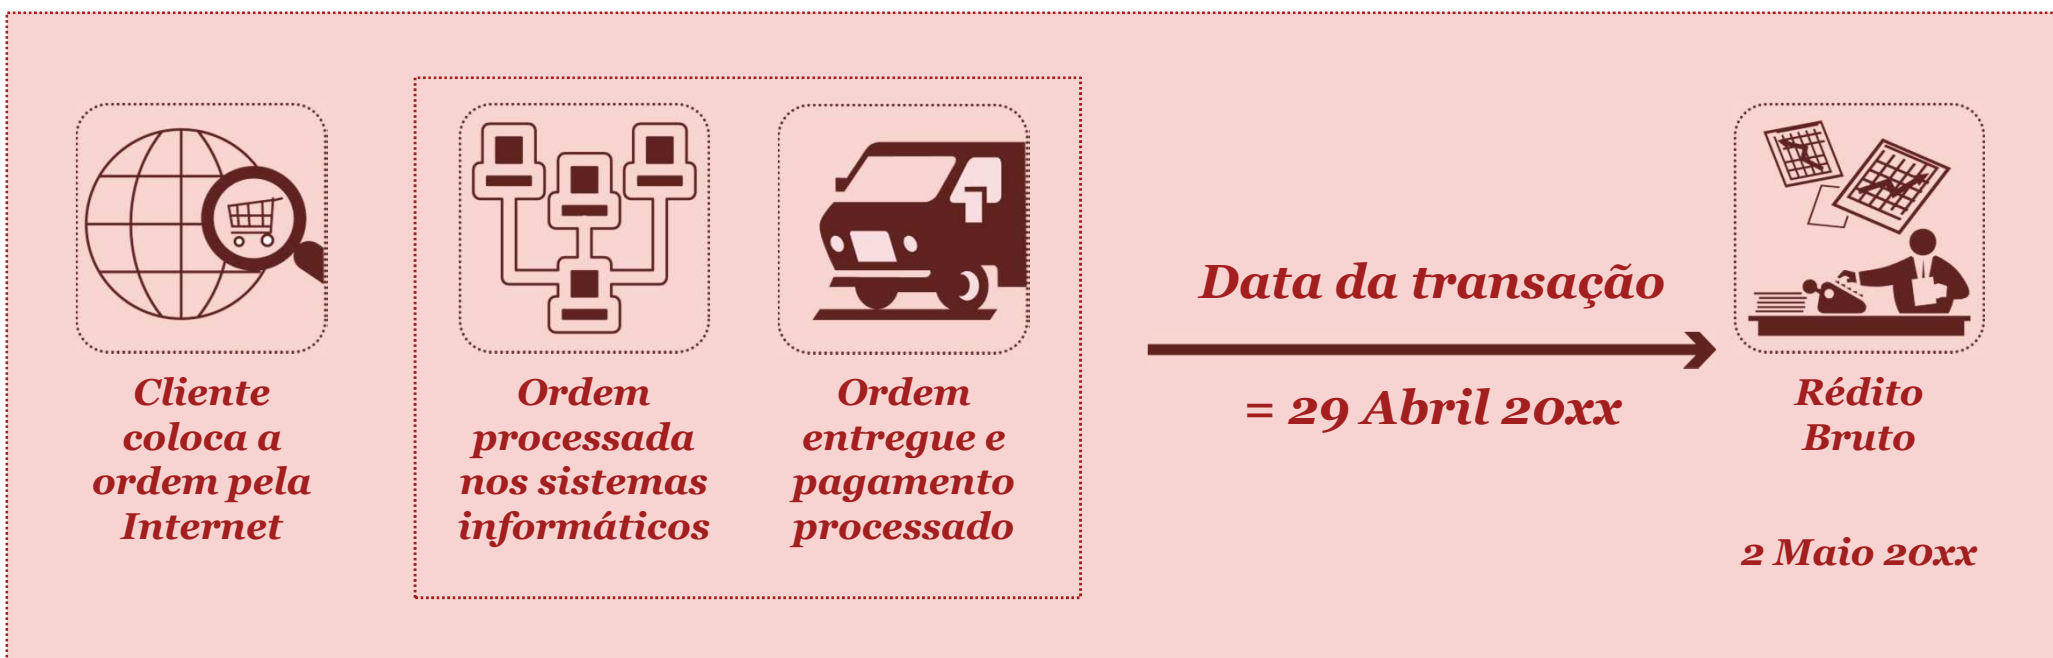 Cliente
coloca a
ordem pela
Internet
Ordem
processada
nos sistemas
informáticos
Ordem
entregue e
pagamento
processado
Data da transação
= 29 Abril 20xx
Rédito
Bruto
2 Maio 20xx